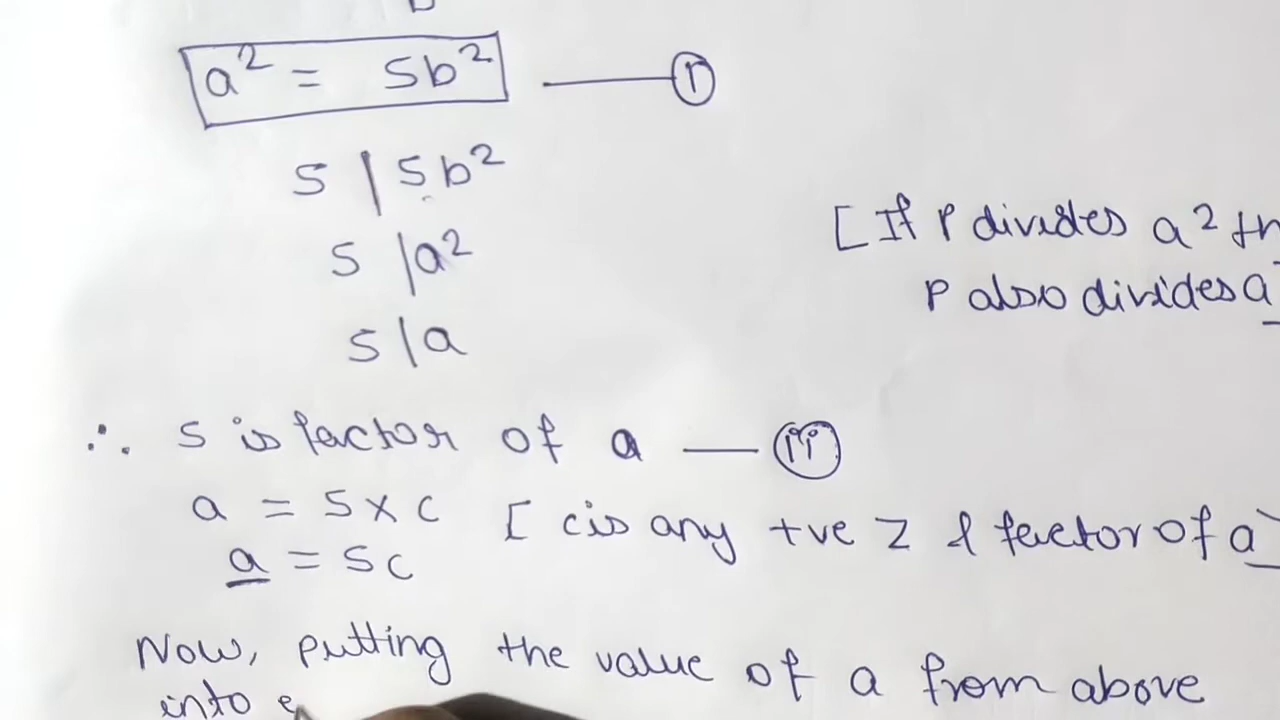 a² = 5b² — (i)
5 | 5b²
5 | a²
[If P divides a²
P also divides a
5 | a
∴ 5 is factor of a — (ii)
a = 5 × c [c is any +ve Z & factor of a]
a = 5c
Now, putting the value of a from above
into